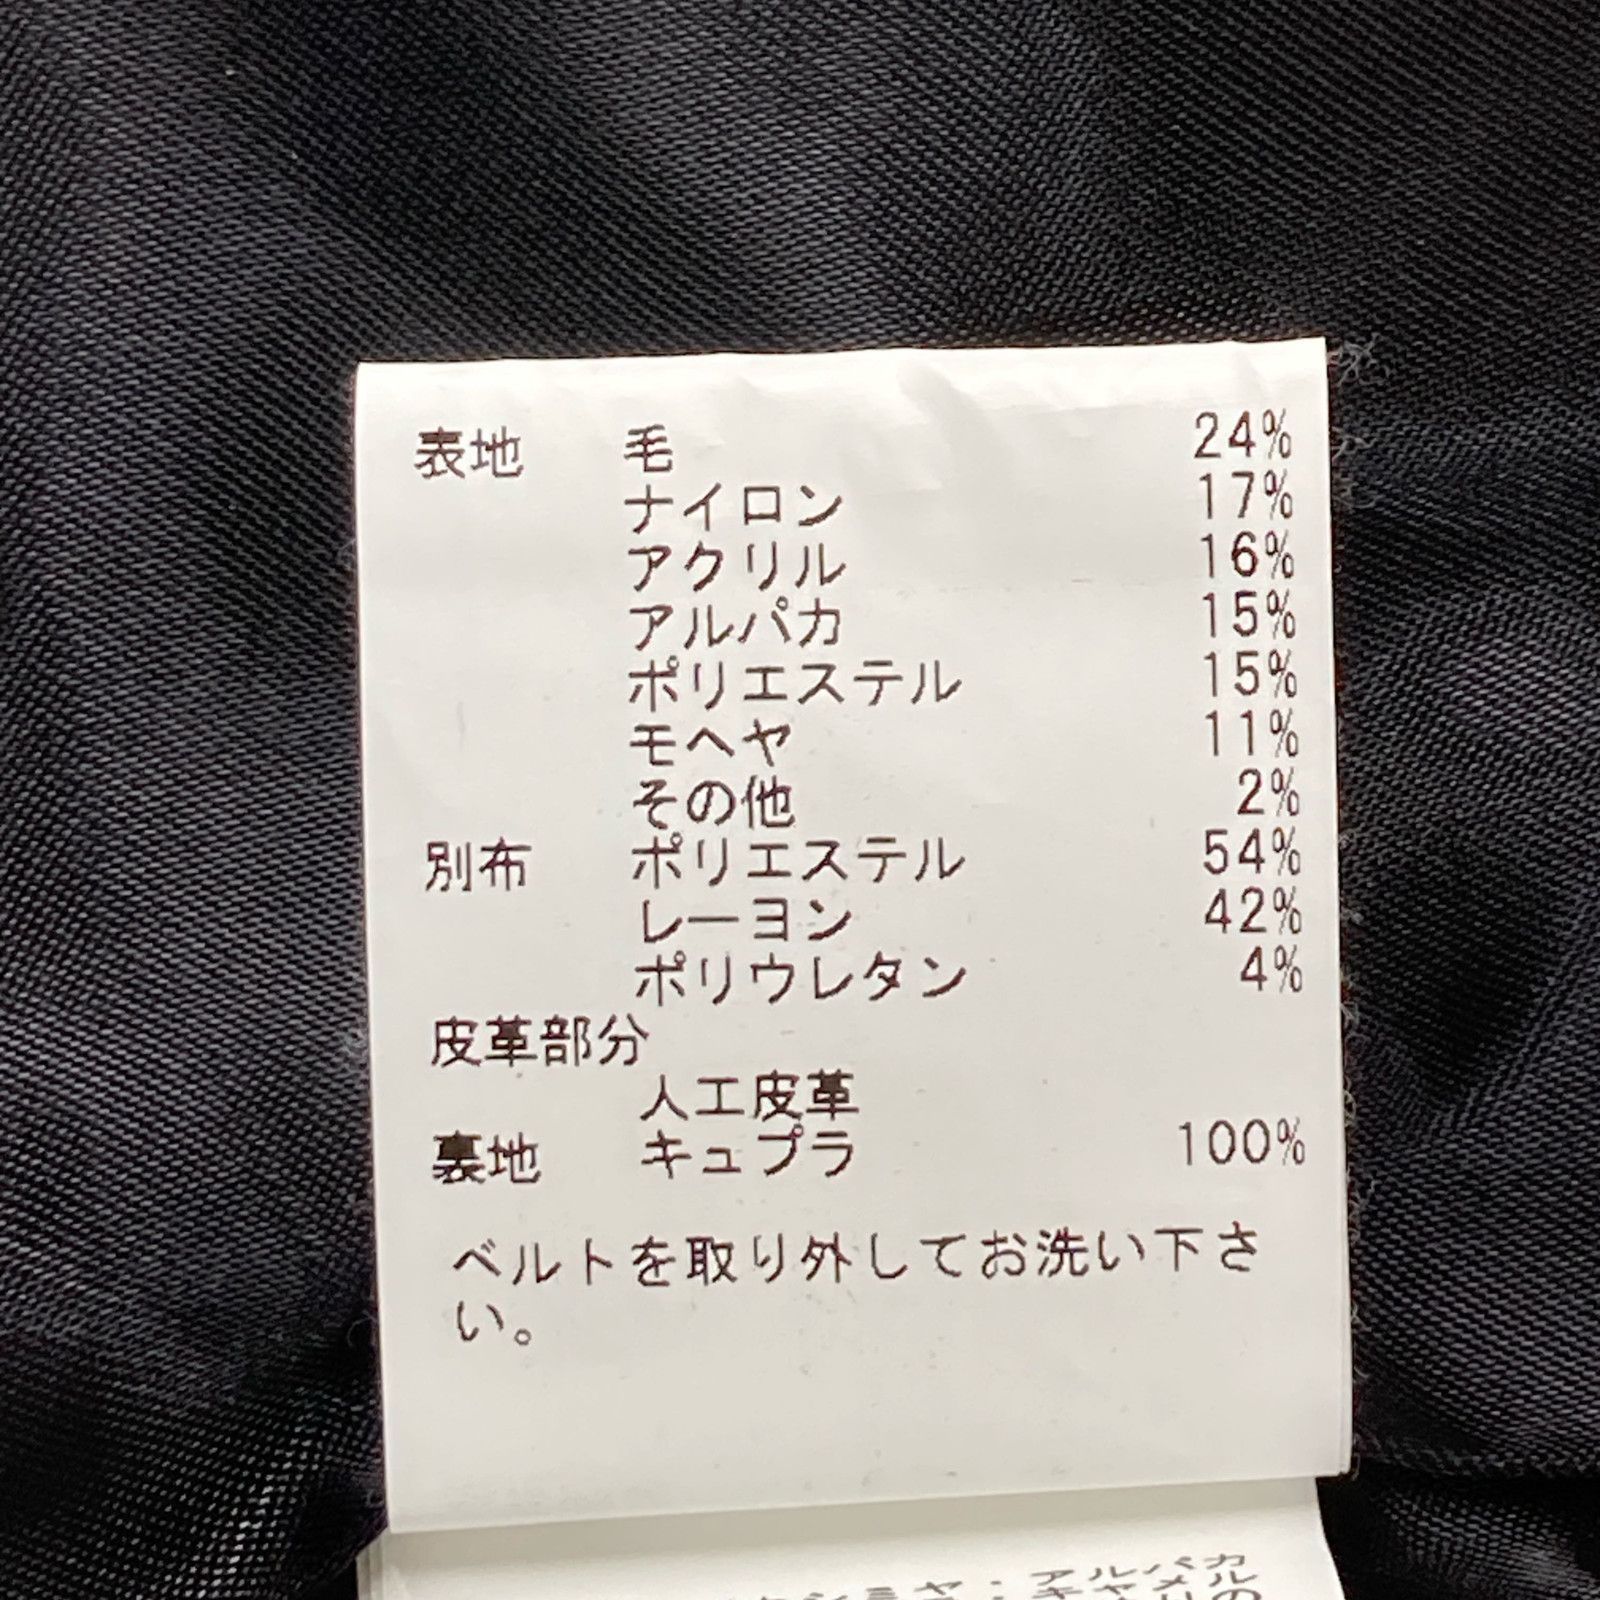 表地 毛 24%
ナイロン 17%
アクリル 16%
アルパカ 15%
ポリエステル 15%
モヘヤ 11%
その他 2%
別布 ポリエステル 54%
レーヨン 42%
ポリウレタン 4%
皮革部分
人工皮革
裏地 キュプラ 100%
ベルトを取り外してお洗い下さ
い。
アルパカ